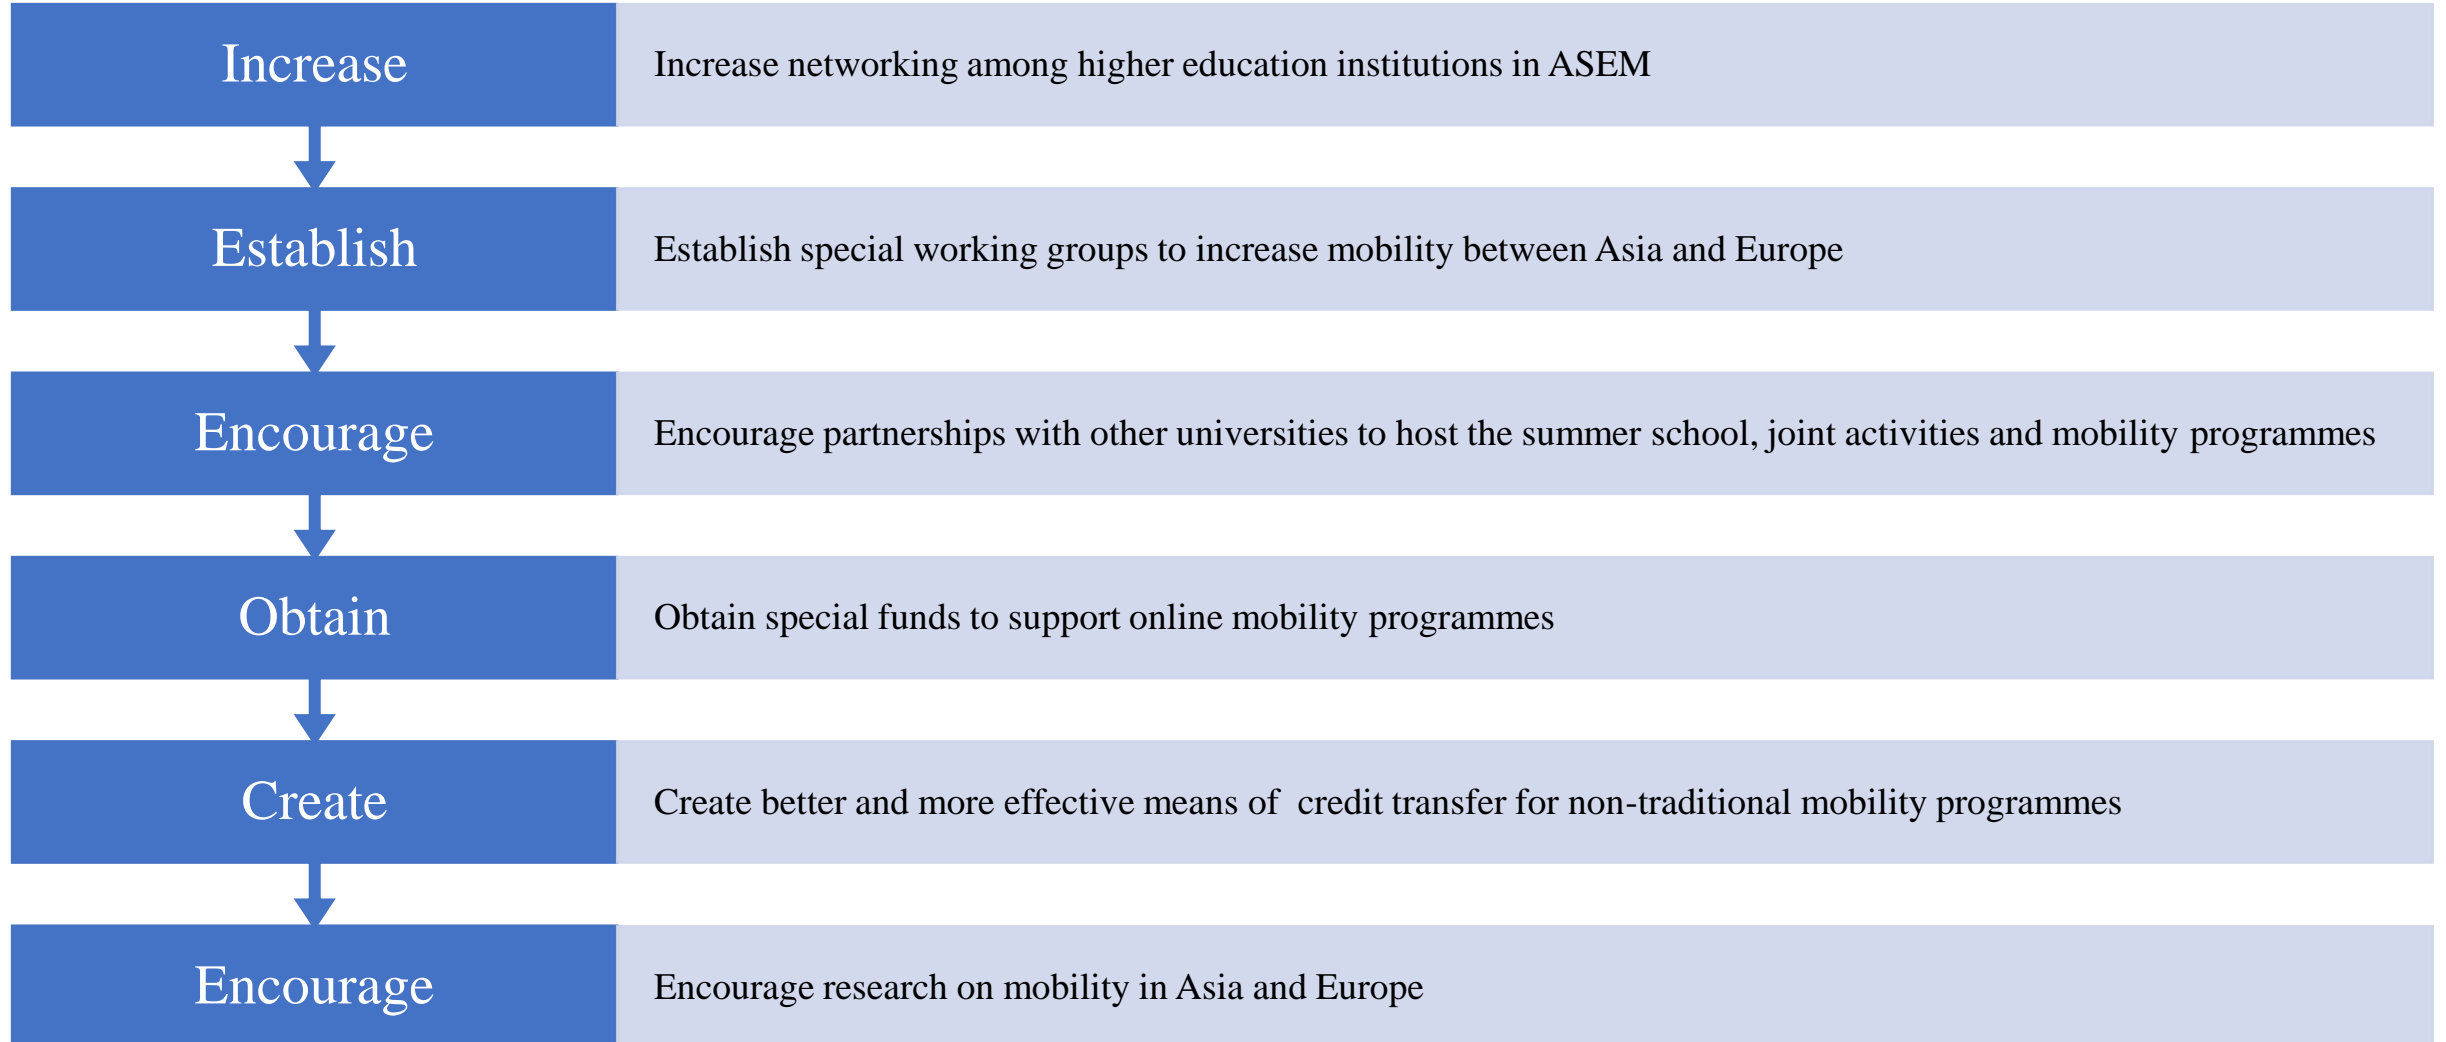 Increase
Increase networking among higher education institutions in ASEM
Establish
Establish special working groups to increase mobility between Asia and Europe
Encourage
Encourage partnerships with other universities to host the summer school, joint activities and mobility programmes
Obtain
Obtain special funds to support online mobility programmes
Create
Create better and more effective means of  credit transfer for non-traditional mobility programmes
Encourage
Encourage research on mobility in Asia and Europe